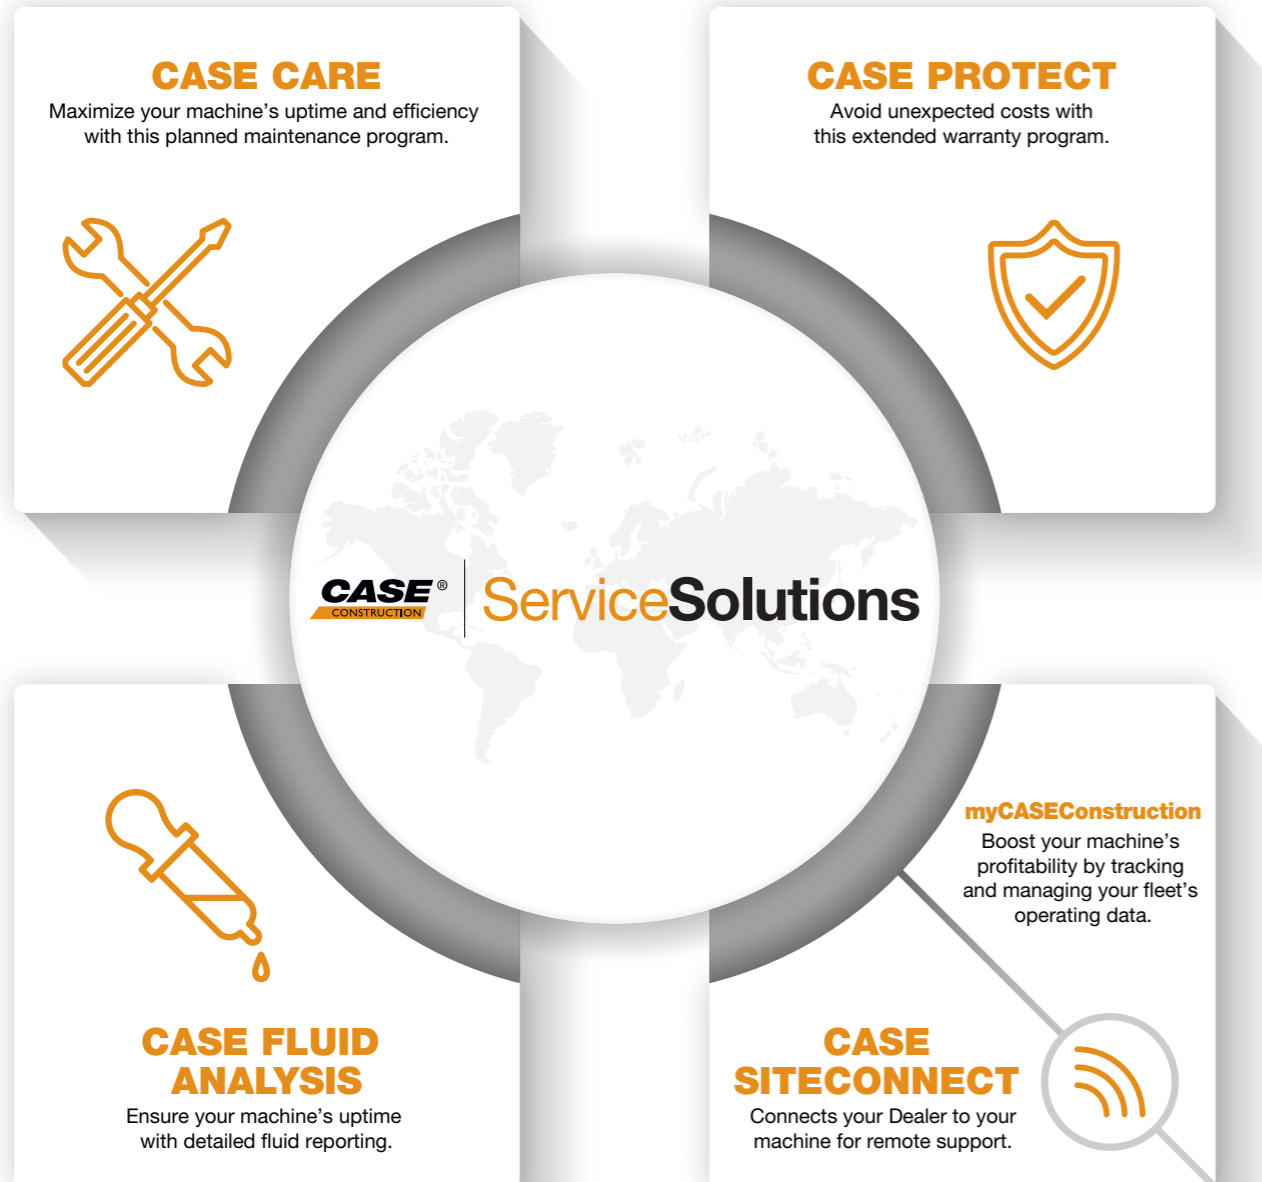 CASE CARE
Maximize your machine's uptime and efficiency
with this planned maintenance program.
CASE PROTECT
Avoid unexpected costs with
this extended warranty program.
CASE®
CONSTRUCTION
ServiceSolutions
CASE FLUID
ANALYSIS
Ensure your machine's uptime
with detailed fluid reporting.
myCASEConstruction
Boost your machine's
profitability by tracking
and managing your fleet's
operating data.
CASE
SITECONNECT
Connects your Dealer to your
machine for remote support.